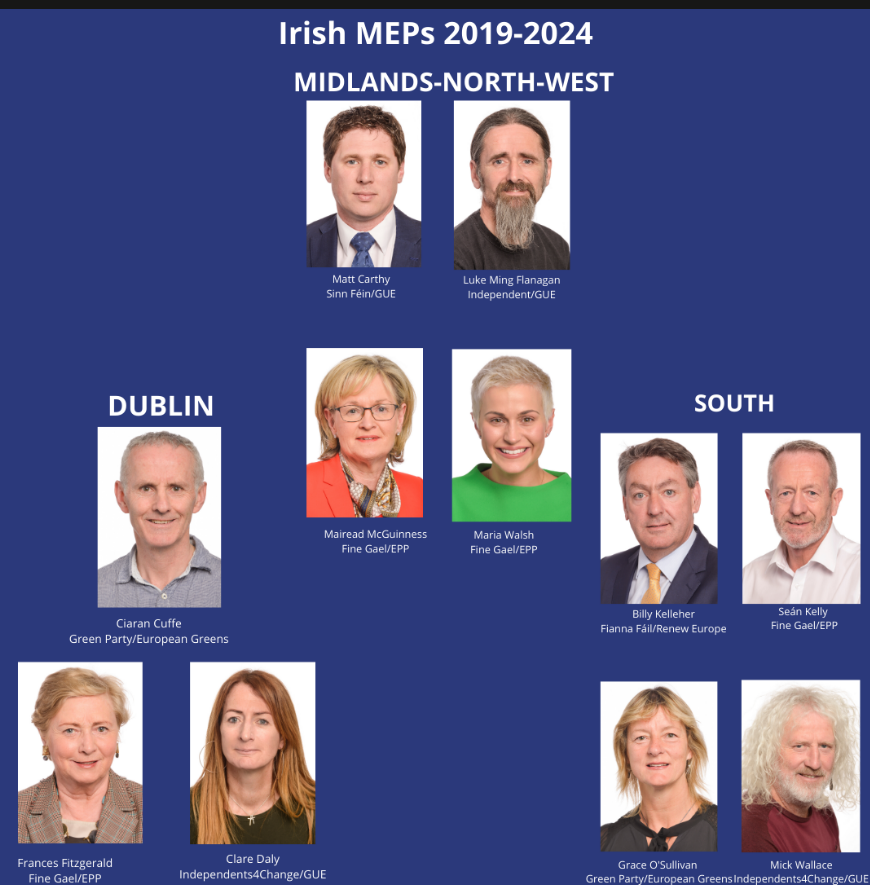 Irish MEPs 2019-2024
MIDLANDS-NORTH-WEST
Matt Carthy
Sinn Féin/GUE
Luke Ming Flanagan
Independent/GUE
Mairead McGuinness
Fine Gael/EPP
Maria Walsh
Fine Gael/EPP
DUBLIN
Ciaran Cuffe
Green Party/European Greens
Frances Fitzgerald
Fine Gael/EPP
Clare Daly
Independents4Change/GUE
SOUTH
Billy Kelleher
Fianna Fáil/Renew Europe
Seán Kelly
Fine Gael/EPP
Grace O'Sullivan
Green Party/European Greens
Mick Wallace
Independents4Change/GUE